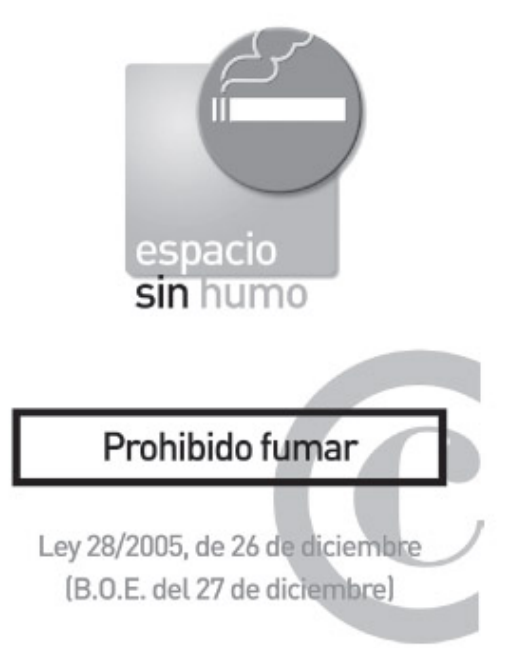 espacio
sin humo
Prohibido fumar
Ley 28/2005, de 26 de diciembre
(B.O.E. del 27 de diciembre)